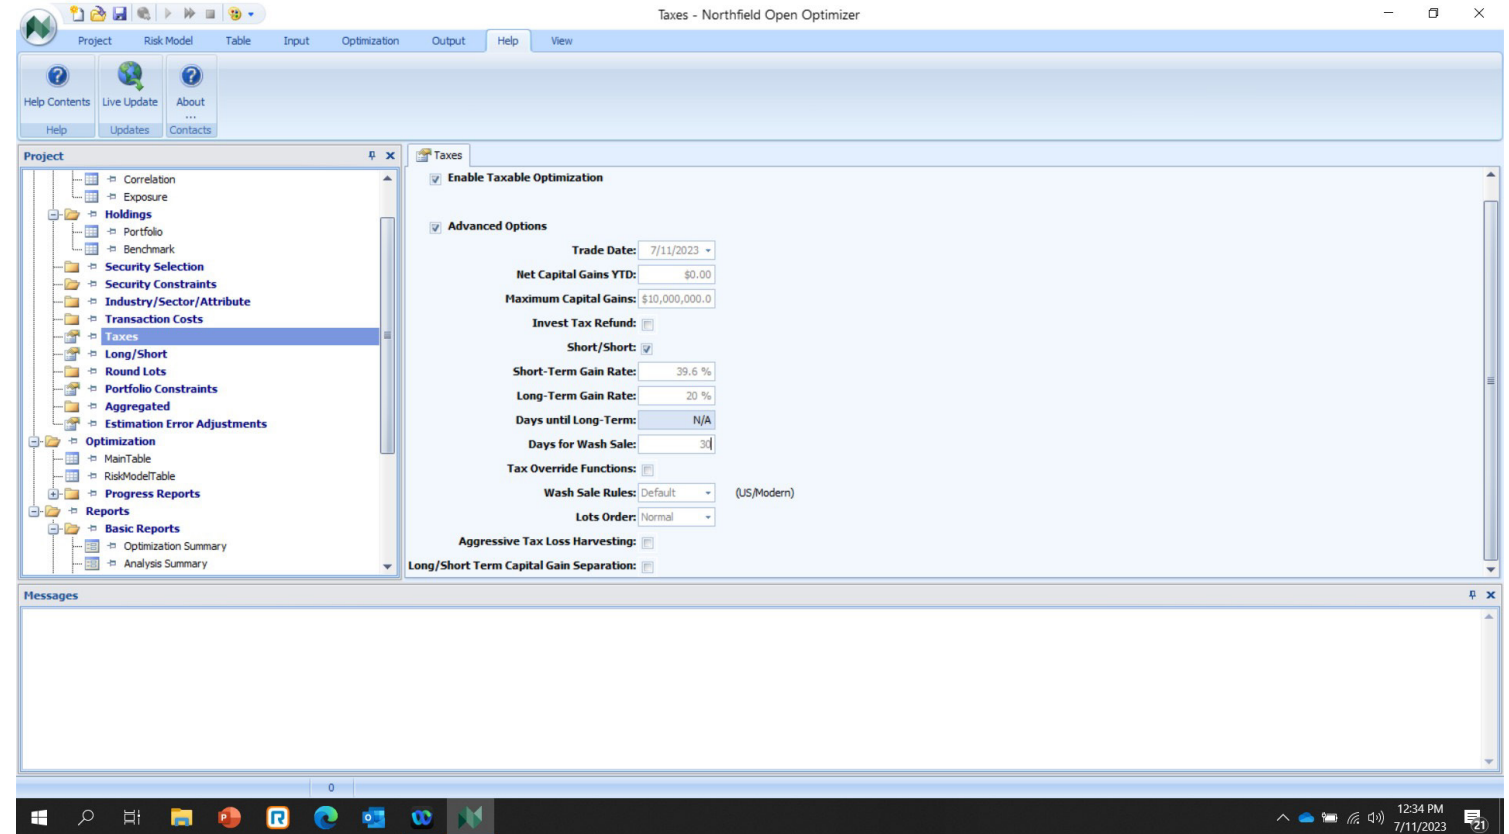 Taxes - Northfield Open Optimizer
Project Risk Model Table Input Optimization Output Help View
Help Contents Live Update About
...
Help Updates Contacts
Project
Correlation
Exposure
Holdings
Portfolio
Benchmark
Security Selection
Security Constraints
Industry/Sector/Attribute
Transaction Costs
Taxes
Long/Short
Round Lots
Portfolio Constraints
Aggregated
Estimation Error Adjustments
Optimization
MainTable
RiskModelTable
Progress Reports
Reports
Basic Reports
Optimization Summary
Analysis Summary
Taxes
Enable Taxable Optimization
Advanced Options
Trade Date: 7/11/2023
Net Capital Gains YTD: $0.00
Maximum Capital Gains: $10,000,000.0
Invest Tax Refund:
Short/Short:
Short-Term Gain Rate: 39.6 %
Long-Term Gain Rate: 20 %
Days until Long-Term: N/A
Days for Wash Sale: 30
Tax Override Functions:
Wash Sale Rules: Default (US/Modern)
Lots Order: Normal
Aggressive Tax Loss Harvesting:
Long/Short Term Capital Gain Separation:
Messages
0
12:34 PM
7/11/2023
21